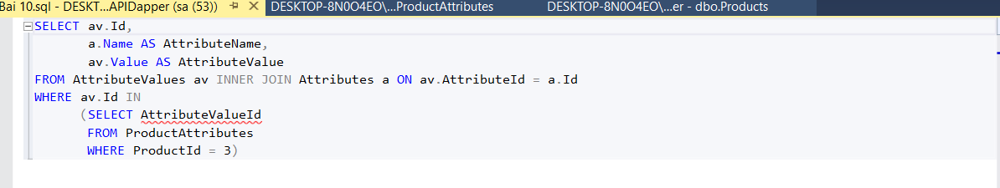 Bai 10.sql - DESKT...APIDapper (sa (53)) DESKTOP-8N0O4EO\...ProductAttributes DESKTOP-8N0O4EO\...er - dbo.Products
SELECT av.Id,
a.Name AS AttributeName,
av.Value AS AttributeValue
FROM AttributeValues av INNER JOIN Attributes a ON av.AttributeId = a.Id
WHERE av.Id IN
(SELECT AttributeValueId
FROM ProductAttributes
WHERE ProductId = 3)